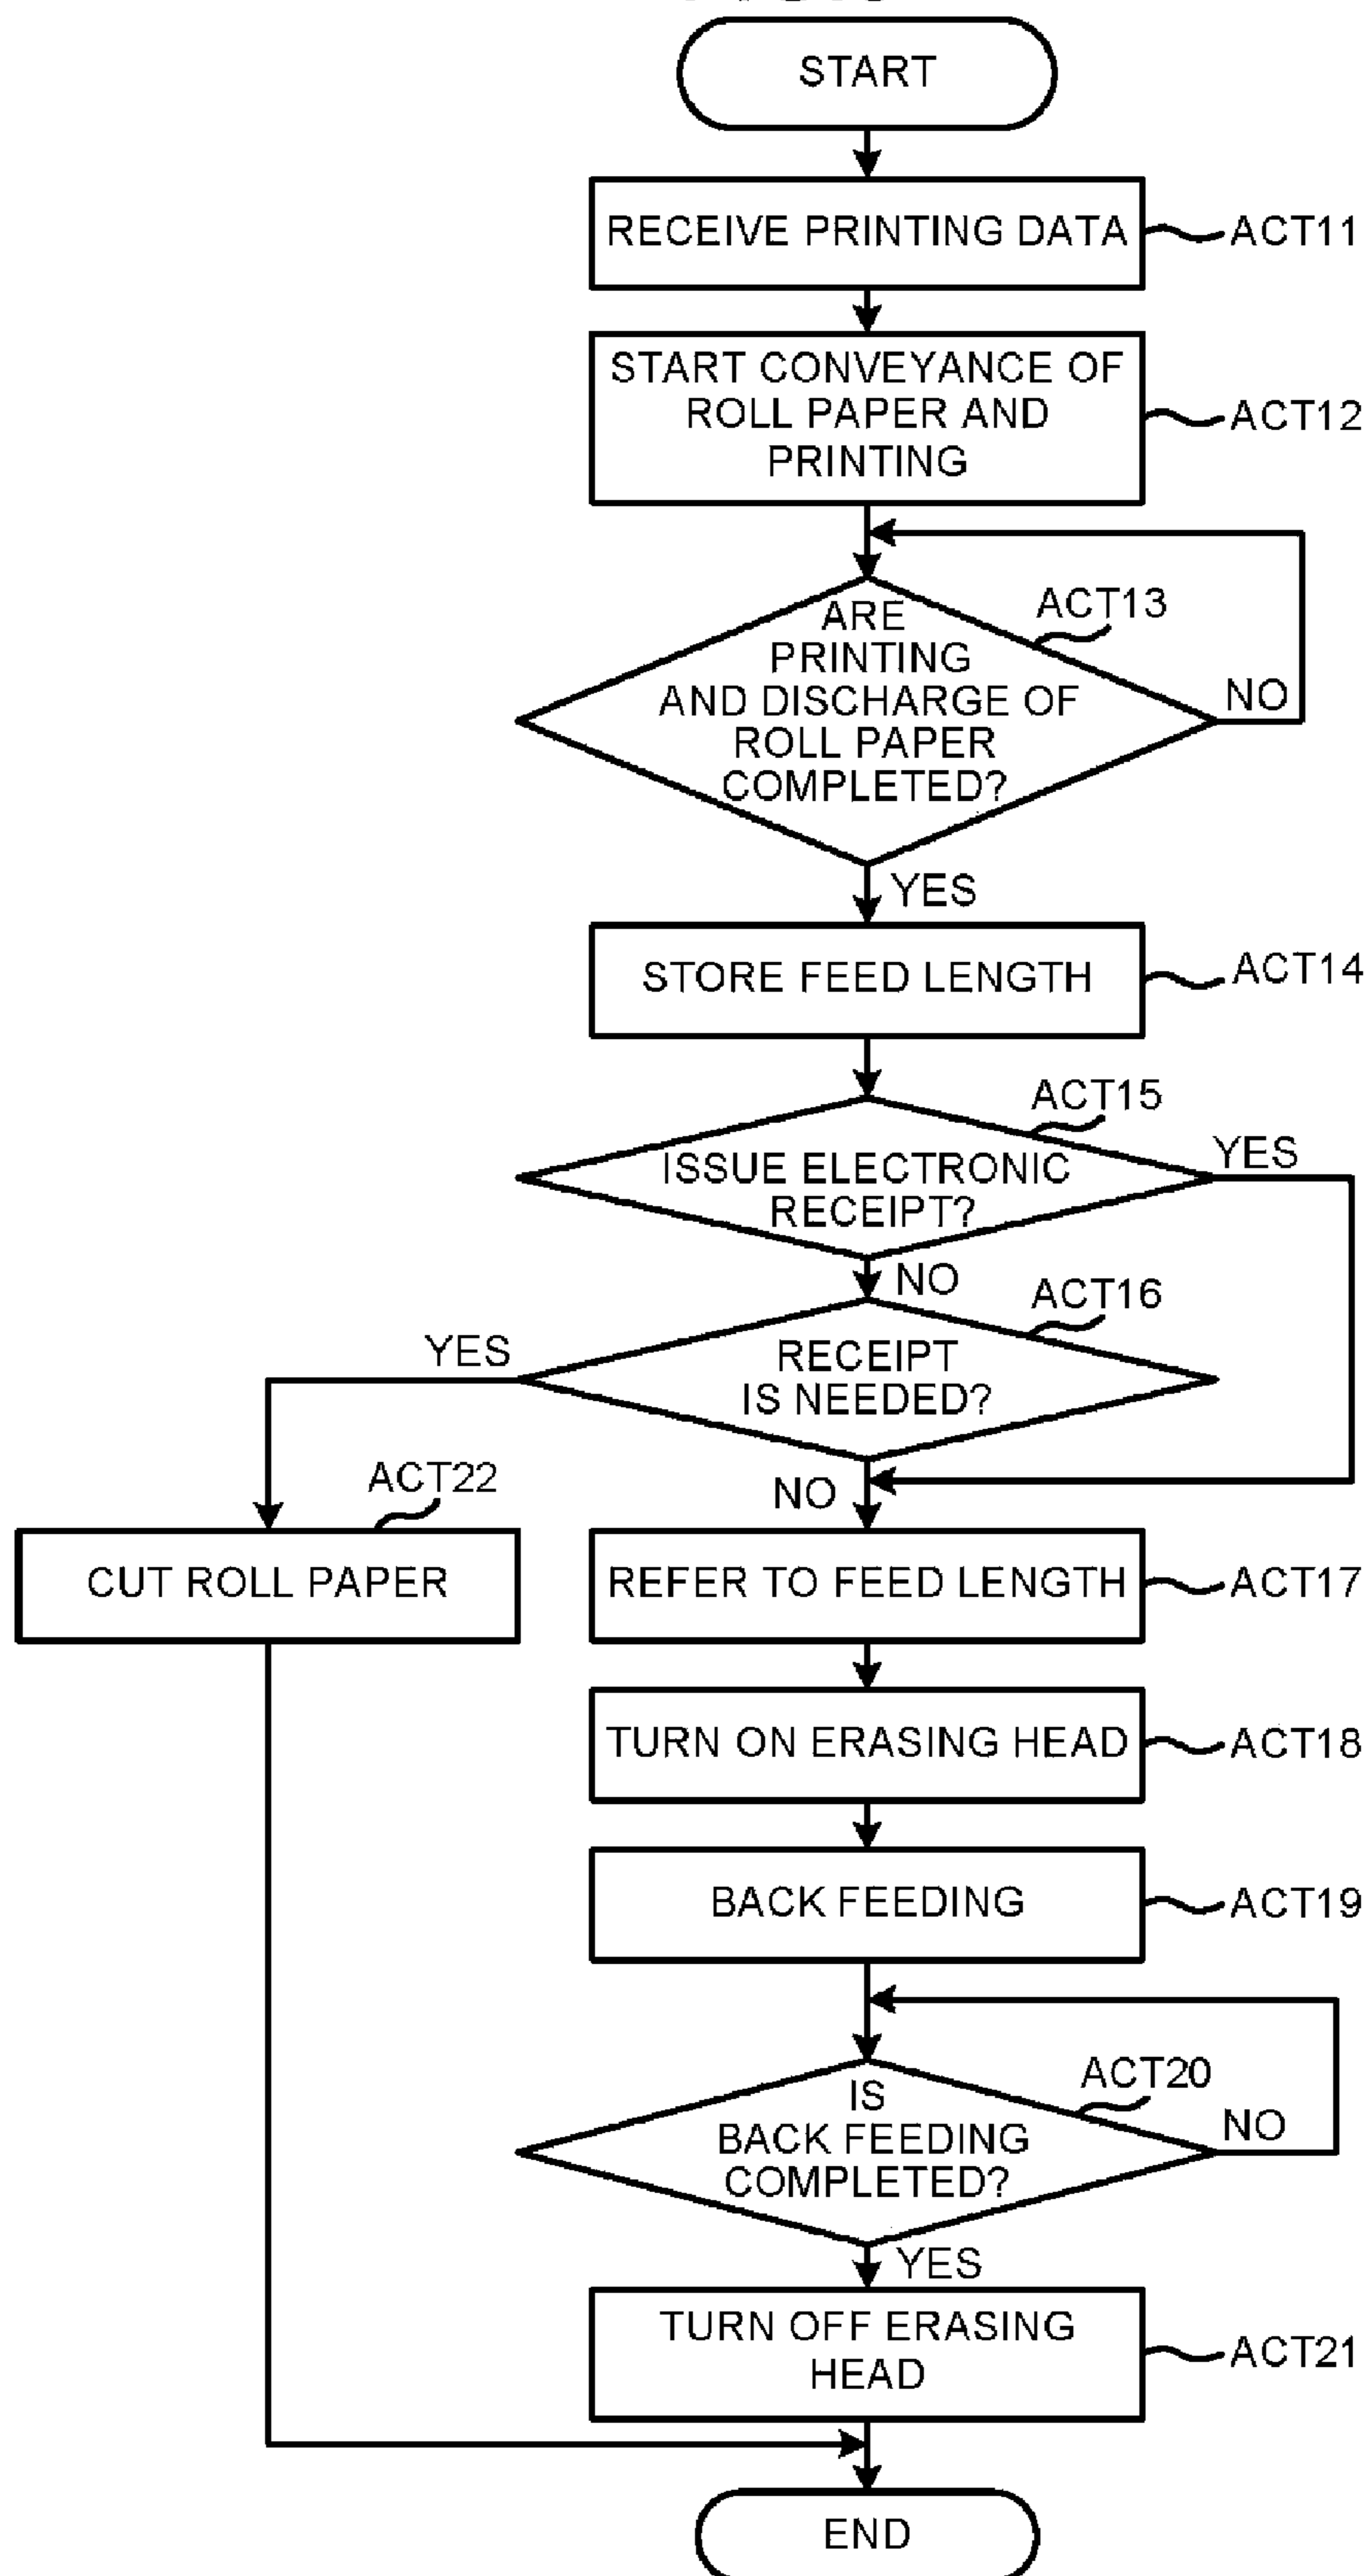 START
RECEIVE PRINTING DATA
ACT11
START CONVEYANCE OF
ROLL PAPER AND
PRINTING
ACT12
ARE
PRINTING
AND DISCHARGE OF
ROLL PAPER
COMPLETED?
ACT13
NO
YES
STORE FEED LENGTH
ACT14
ACT15
ISSUE ELECTRONIC
RECEIPT?
YES
NO
ACT16
RECEIPT
IS NEEDED?
YES
NO
ACT22
CUT ROLL PAPER
REFER TO FEED LENGTH
ACT17
TURN ON ERASING HEAD
ACT18
BACK FEEDING
ACT19
IS
BACK FEEDING
COMPLETED?
ACT20
NO
YES
TURN OFF ERASING
HEAD
ACT21
END